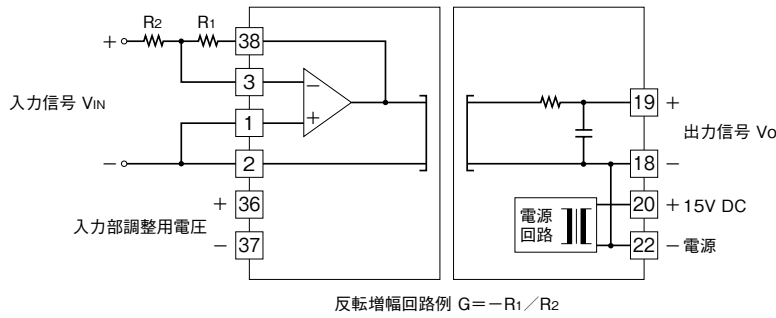 R2 R1
+
38
3
−
入力信号 VIN
1
+
−
2
+
36
入力部調整用電圧
−
37
19
+
出力信号 Vo
18
−
20
+15V DC
電源
回路
22
−電源
反転増幅回路例 G=−R1/R2